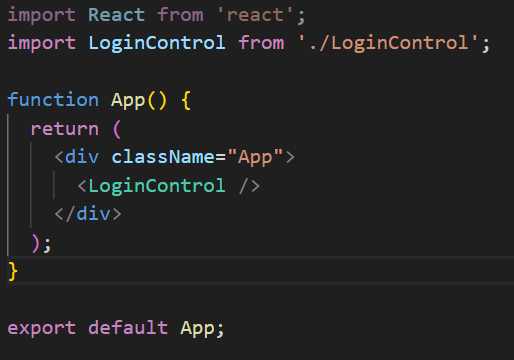 import React from 'react';
import LoginControl from './LoginControl';

function App() {
  return (
    <div className="App">
      <LoginControl />
    </div>
  );
}

export default App;